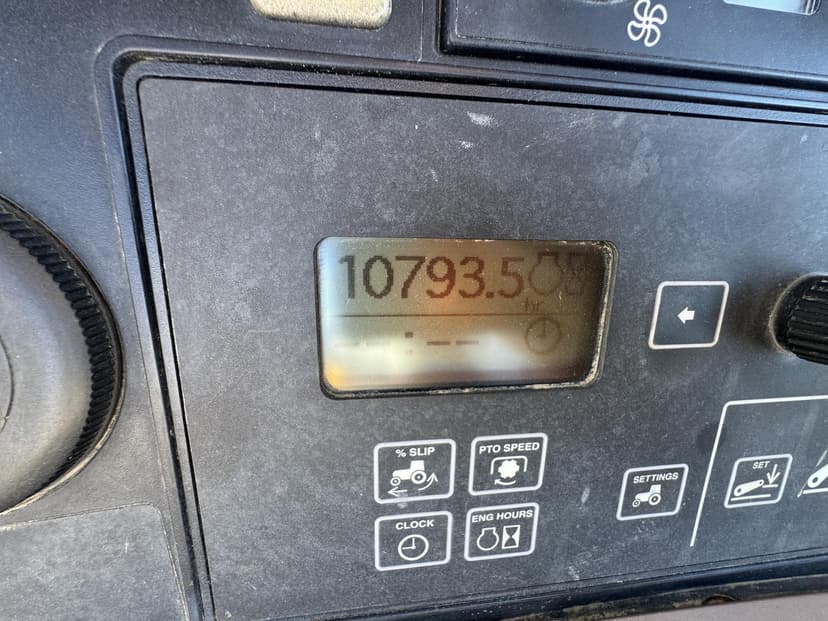 10793.5
hr
--:--
% SLIP
PTO SPEED
CLOCK
ENG HOURS
SETTINGS
SET